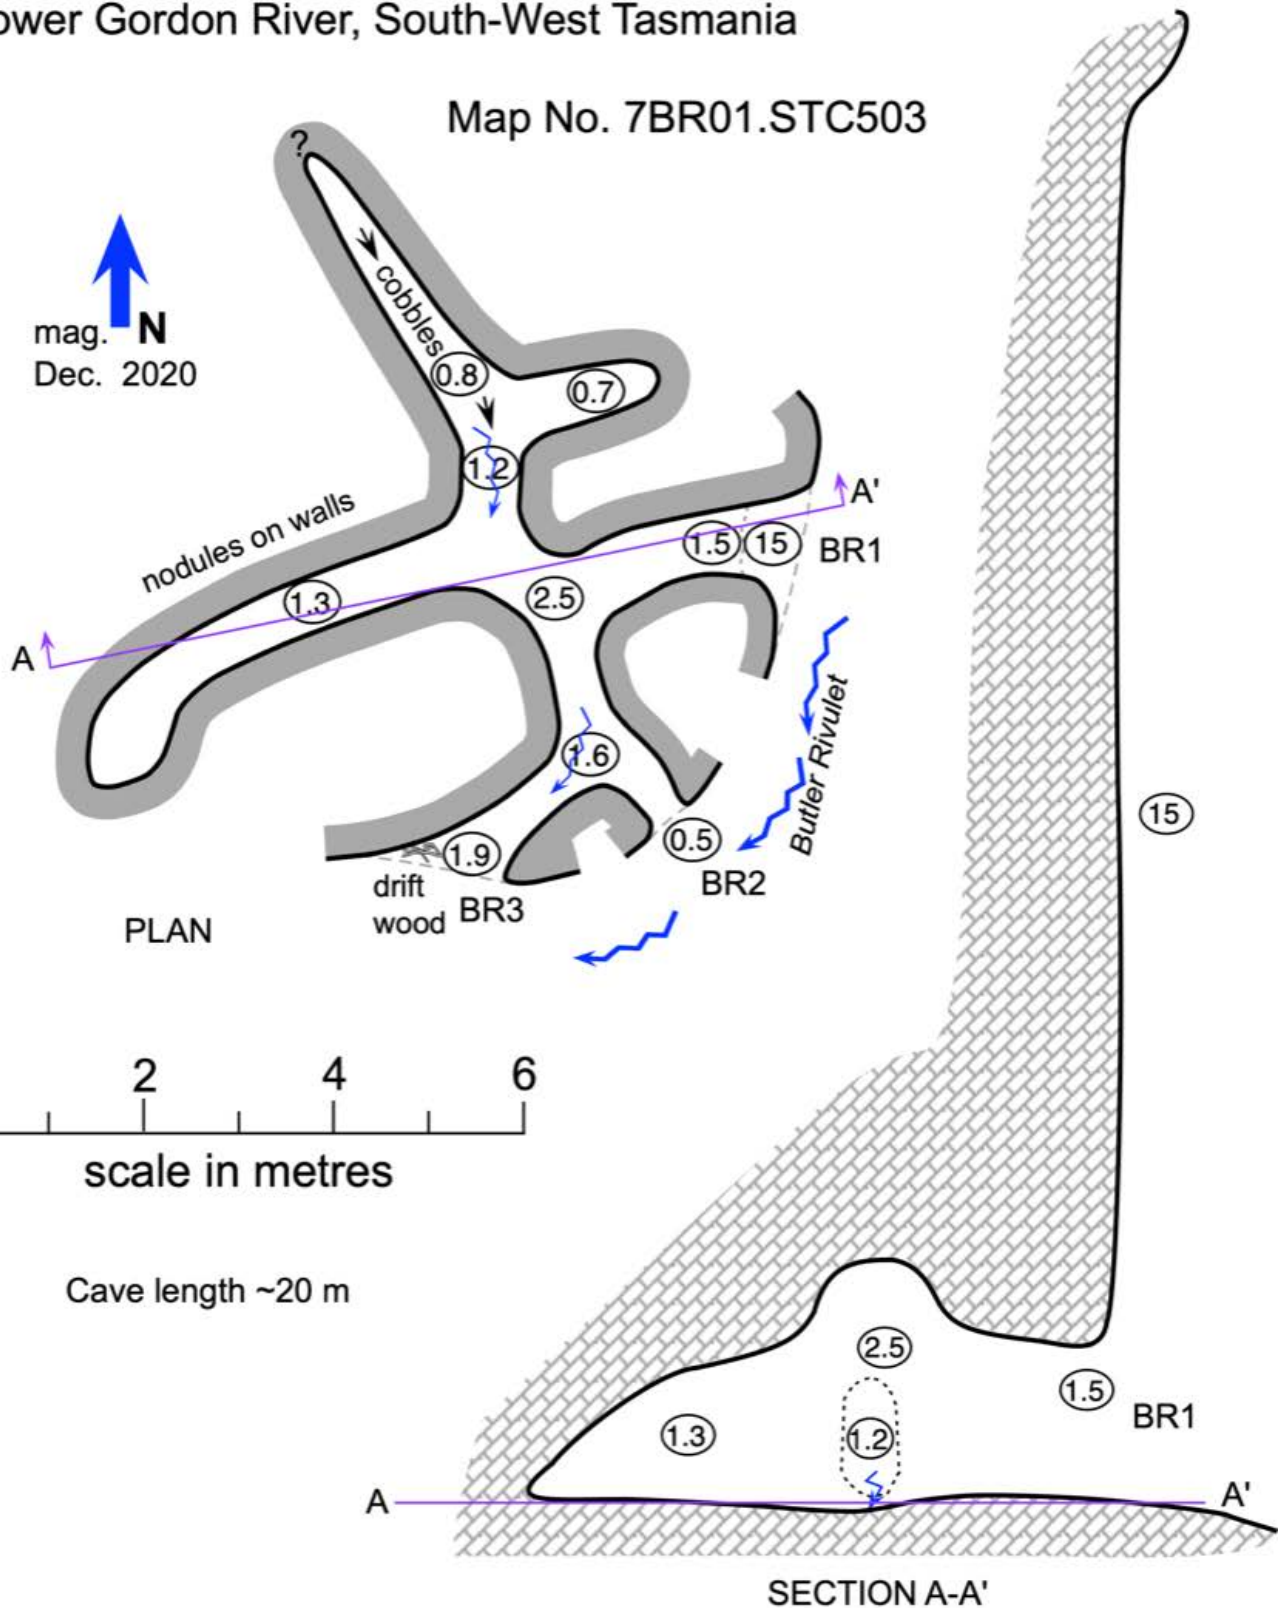 ower Gordon River, South-West Tasmania
Map No. 7BR01.STC503
?
cobbles
mag. N
Dec. 2020
0.8
0.7
1.2
A'
nodules on walls
1.5
15
BR1
1.3
2.5
A
Butler Rivulet
1.6
15
0.5
1.9
BR2
drift
wood
BR3
PLAN
2 4 6
scale in metres
Cave length ~20 m
2.5
1.5
BR1
1.3
1.2
A
A'
SECTION A-A'